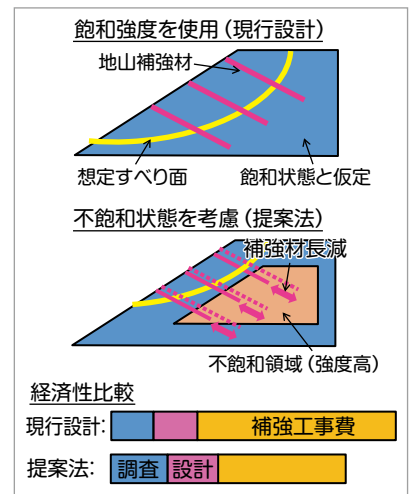 飽和強度を使用（現行設計）
地山補強材
想定すべり面
飽和状態と仮定
不飽和状態を考慮（提案法）
補強材長減
不飽和領域（強度高）
経済性比較
現行設計: 補強工事費
提案法: 調査 設計